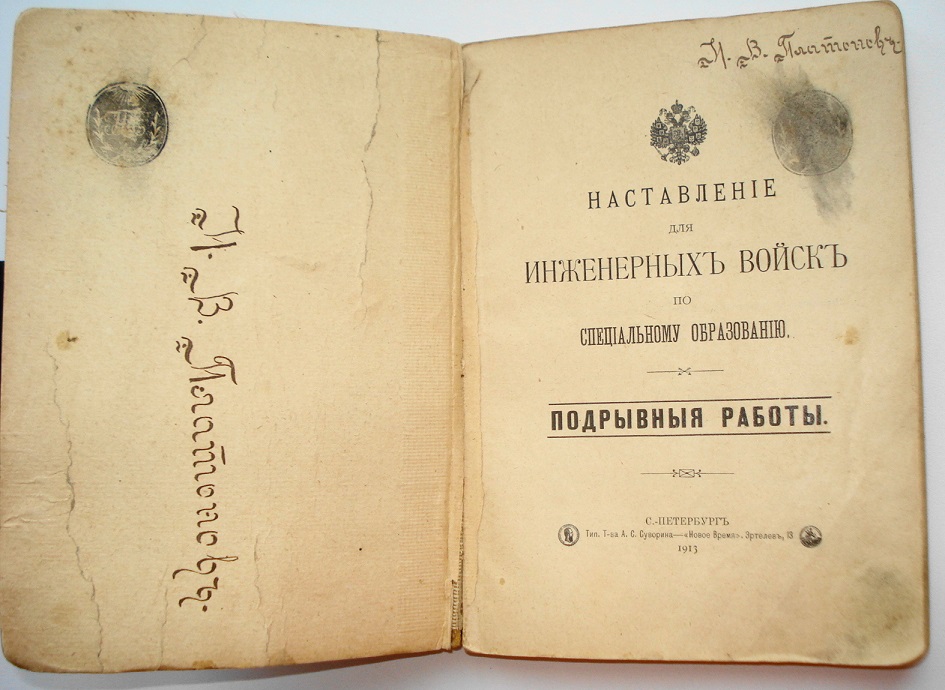 И. В. Платоновъ.
И. В. Платоновъ
НАСТАВЛЕНІЕ
ДЛЯ
ИНЖЕНЕРНЫХЪ ВОЙСКЪ
ПО
СПЕЦІАЛЬНОМУ ОБРАЗОВАНІЮ.
ПОДРЫВНЫЯ РАБОТЫ.
С.-ПЕТЕРБУРГЪ
Тип. Т-ва А. С. Суворина—«Новое Время». Эртелевъ, 13
1913